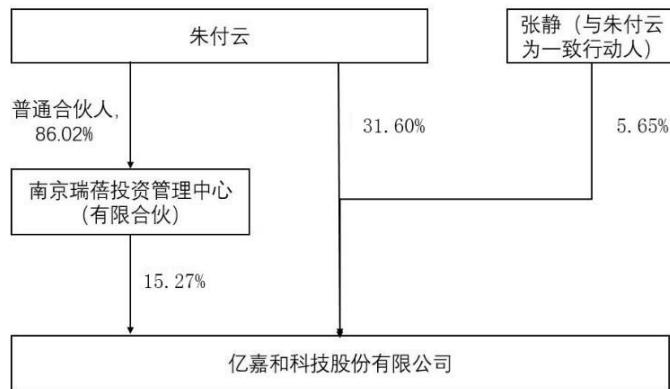 朱付云
张静（与朱付云
为一致行动人）
普通合伙人，
86.02%
31.60%
5.65%
南京瑞蓓投资管理中心
（有限合伙）
15.27%
亿嘉和科技股份有限公司